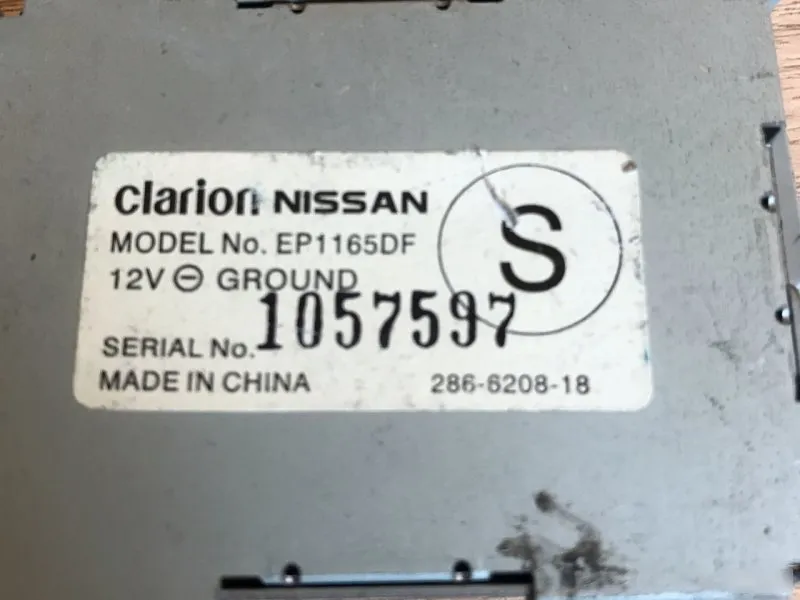 clarion NISSAN
MODEL No. EP1165DF
12V ⊖ GROUND
S
SERIAL No. 1057597
MADE IN CHINA 286-6208-18